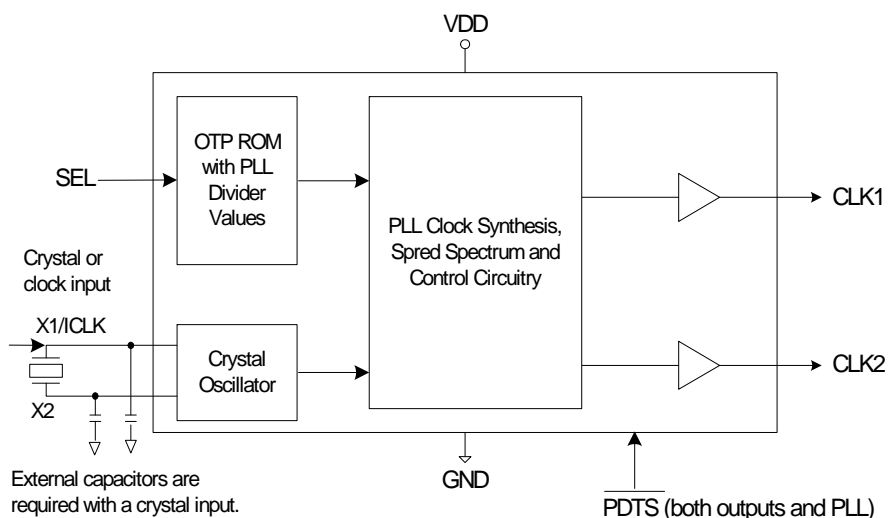 VDD
OTP ROM
with PLL
Divider
Values
SEL
PLL Clock Synthesis,
Spred Spectrum and
Control Circuitry
CLK1
Crystal or
clock input
X1/ICLK
Crystal
Oscillator
CLK2
X2
GND
External capacitors are
required with a crystal input.
PDTS (both outputs and PLL)